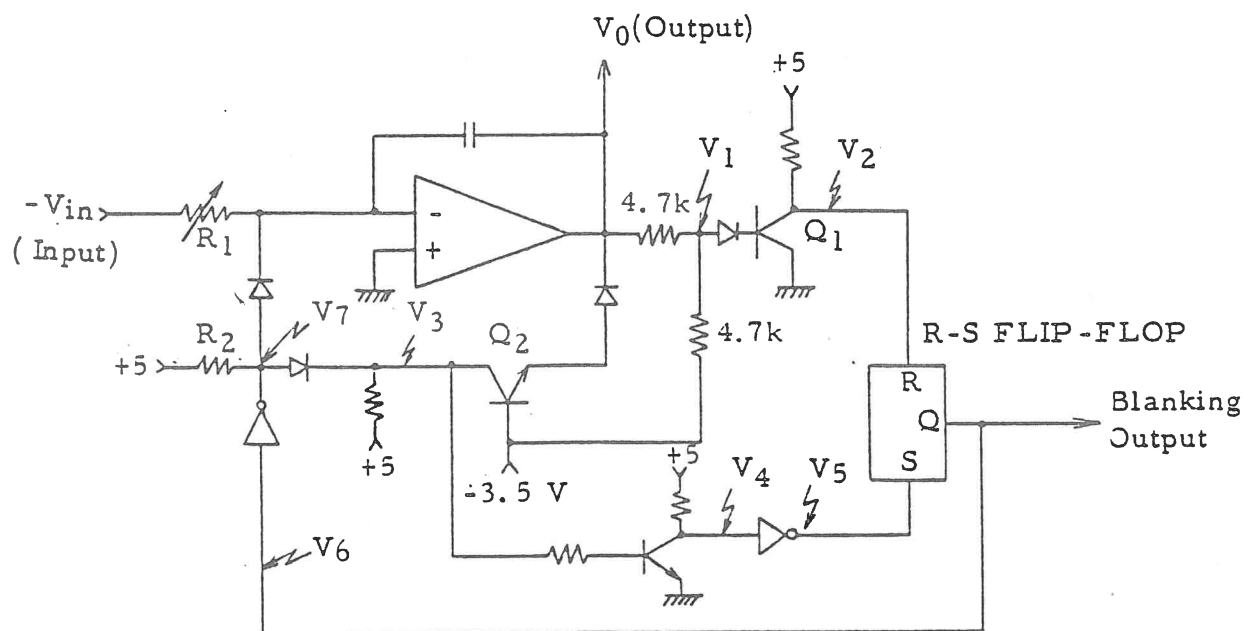 V0(Output)
+5
V1
V2
4.7k
-Vin
(Input)
R1
-
+
Q1
V7
V3
R2
Q2
4.7k
R-S FLIP-FLOP
+5
R
Blanking
Q
Output
+5
+5
S
-3.5 V
V4
V5
V6